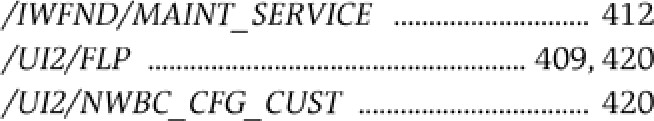 /IWFND/MAINT_SERVICE ............................ 412
/UI2/FLP ...................................................... 409, 420
/UI2/NWBC_CFG_CUST ................................. 420